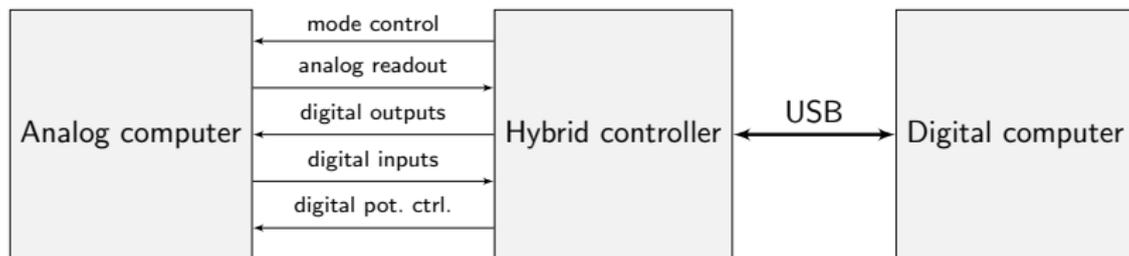 mode control
analog readout
digital outputs
Analog computer
Hybrid controller
USB
Digital computer
digital inputs
digital pot. ctrl.